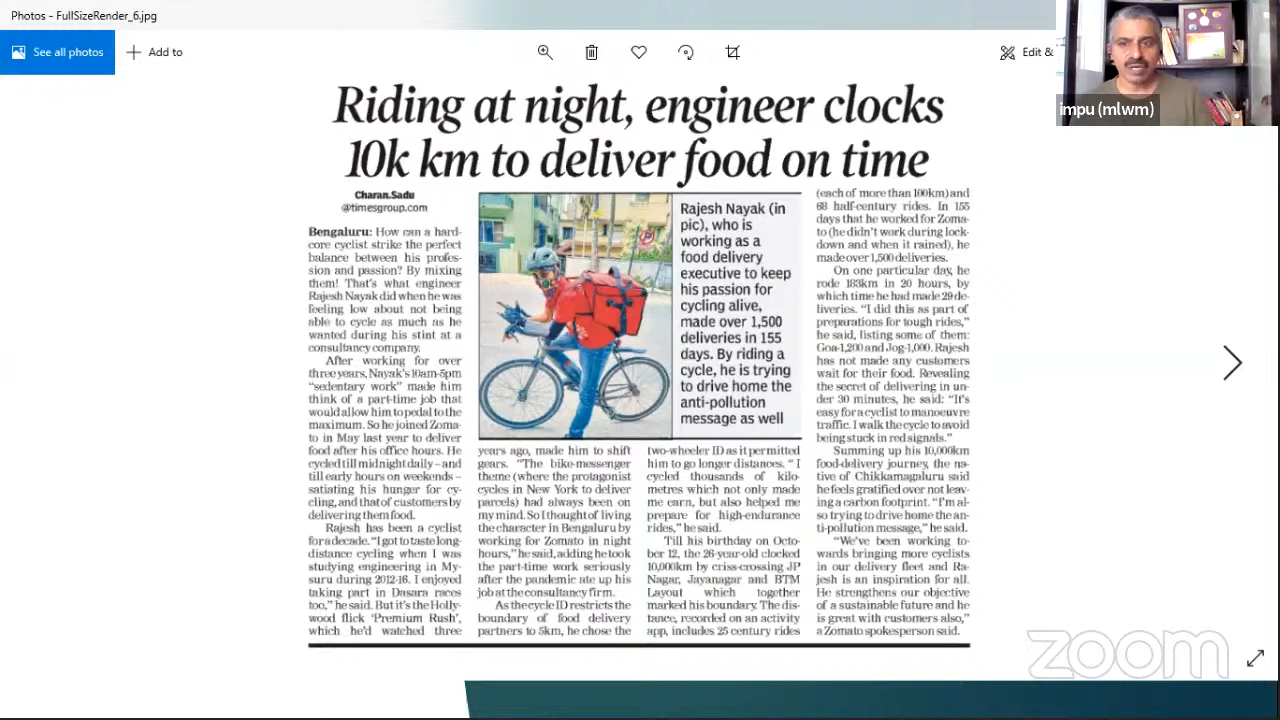 Photos - FullSizeRender_6.jpg
See all photos
Add to
Edit &
impu (mlwm)
Riding at night, engineer clocks
10k km to deliver food on time
Charan.Sadu
@timesgroup.com
Bengaluru: How can a hard-
core cyclist strike the perfect
balance between his profes-
sion and passion? By mixing
them! That's what engineer
Rajesh Nayak did when he was
feeling low about not being
able to cycle as much as he
wanted during his stint at a
consultancy company.
After working for over
three years, Nayak's 10am-5pm
"sedentary work" made him
think of a part-time job that
would allow him to pedal to the
maximum. So he joined Zoma-
to in May last year to deliver
food after his office hours. He
cycled till midnight daily – and
till early hours on weekends –
satiating his hunger for cy-
cling, and that of customers by
delivering them food.
Rajesh has been a cyclist
for a decade. "I got to taste long-
distance cycling when I was
studying engineering in My-
suru during 2012-16. I enjoyed
taking part in Dasara races
too," he said. But it's the Holly-
wood flick 'Premium Rush',
which he'd watched three
years ago, made him to shift
gears. "The bike-messenger
theme (where the protagonist
cycles in New York to deliver
parcels) had always been on
my mind. So I thought of living
the character in Bengaluru by
working for Zomato in night
hours," he said, adding he took
the part-time work seriously
after the pandemic ate up his
job at the consultancy firm.
As the cycle ID restricts the
boundary of food delivery
partners to 5km, he chose the
Rajesh Nayak (in
pic), who is
working as a
food delivery
executive to keep
his passion for
cycling alive,
made over 1,500
deliveries in 155
days. By riding a
cycle, he is trying
to drive home the
anti-pollution
message as well
two-wheeler ID as it permitted
him to go longer distances. " I
cycled thousands of kilo-
metres which not only made
me earn, but also helped me
prepare for high-endurance
rides," he said.
Till his birthday on Octo-
ber 12, the 26-year-old clocked
10,000km by criss-crossing JP
Nagar, Jayanagar and BTM
Layout which together
marked his boundary. The dis-
tance, recorded on an activity
app, includes 25 century rides
(each of more than 100km) and
68 half-century rides. In 155
days that he worked for Zoma-
to (he didn't work during lock-
down and when it rained), he
made over 1,500 deliveries.
On one particular day, he
rode 183km in 20 hours, by
which time he had made 29 de-
liveries. "I did this as part of
preparations for tough rides,"
he said, listing some of them:
Goa-1,200 and Jog-1,000. Rajesh
has not made any customers
wait for their food. Revealing
the secret of delivering in un-
der 30 minutes, he said: "It's
easy for a cyclist to manoeuvre
traffic. I walk the cycle to avoid
being stuck in red signals."
Summing up his 10,000km
food-delivery journey, the na-
tive of Chikkamagaluru said
he feels gratified over not leav-
ing a carbon footprint. "I'm al-
so trying to drive home the an-
ti-pollution message," he said.
"We've been working to-
wards bringing more cyclists
in our delivery fleet and Ra-
jesh is an inspiration for all.
He strengthens our objective
of a sustainable future and he
is great with customers also,"
a Zomato spokesperson said.
zoom